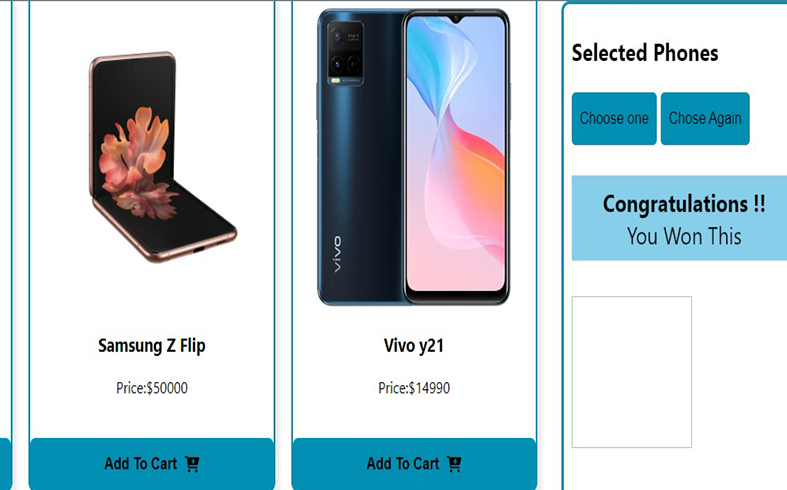 vivo
Samsung Z Flip
Price:$50000
Add To Cart
Vivo y21
Price:$14990
Add To Cart
Selected Phones
Choose one
Chose Again
Congratulations !!
You Won This